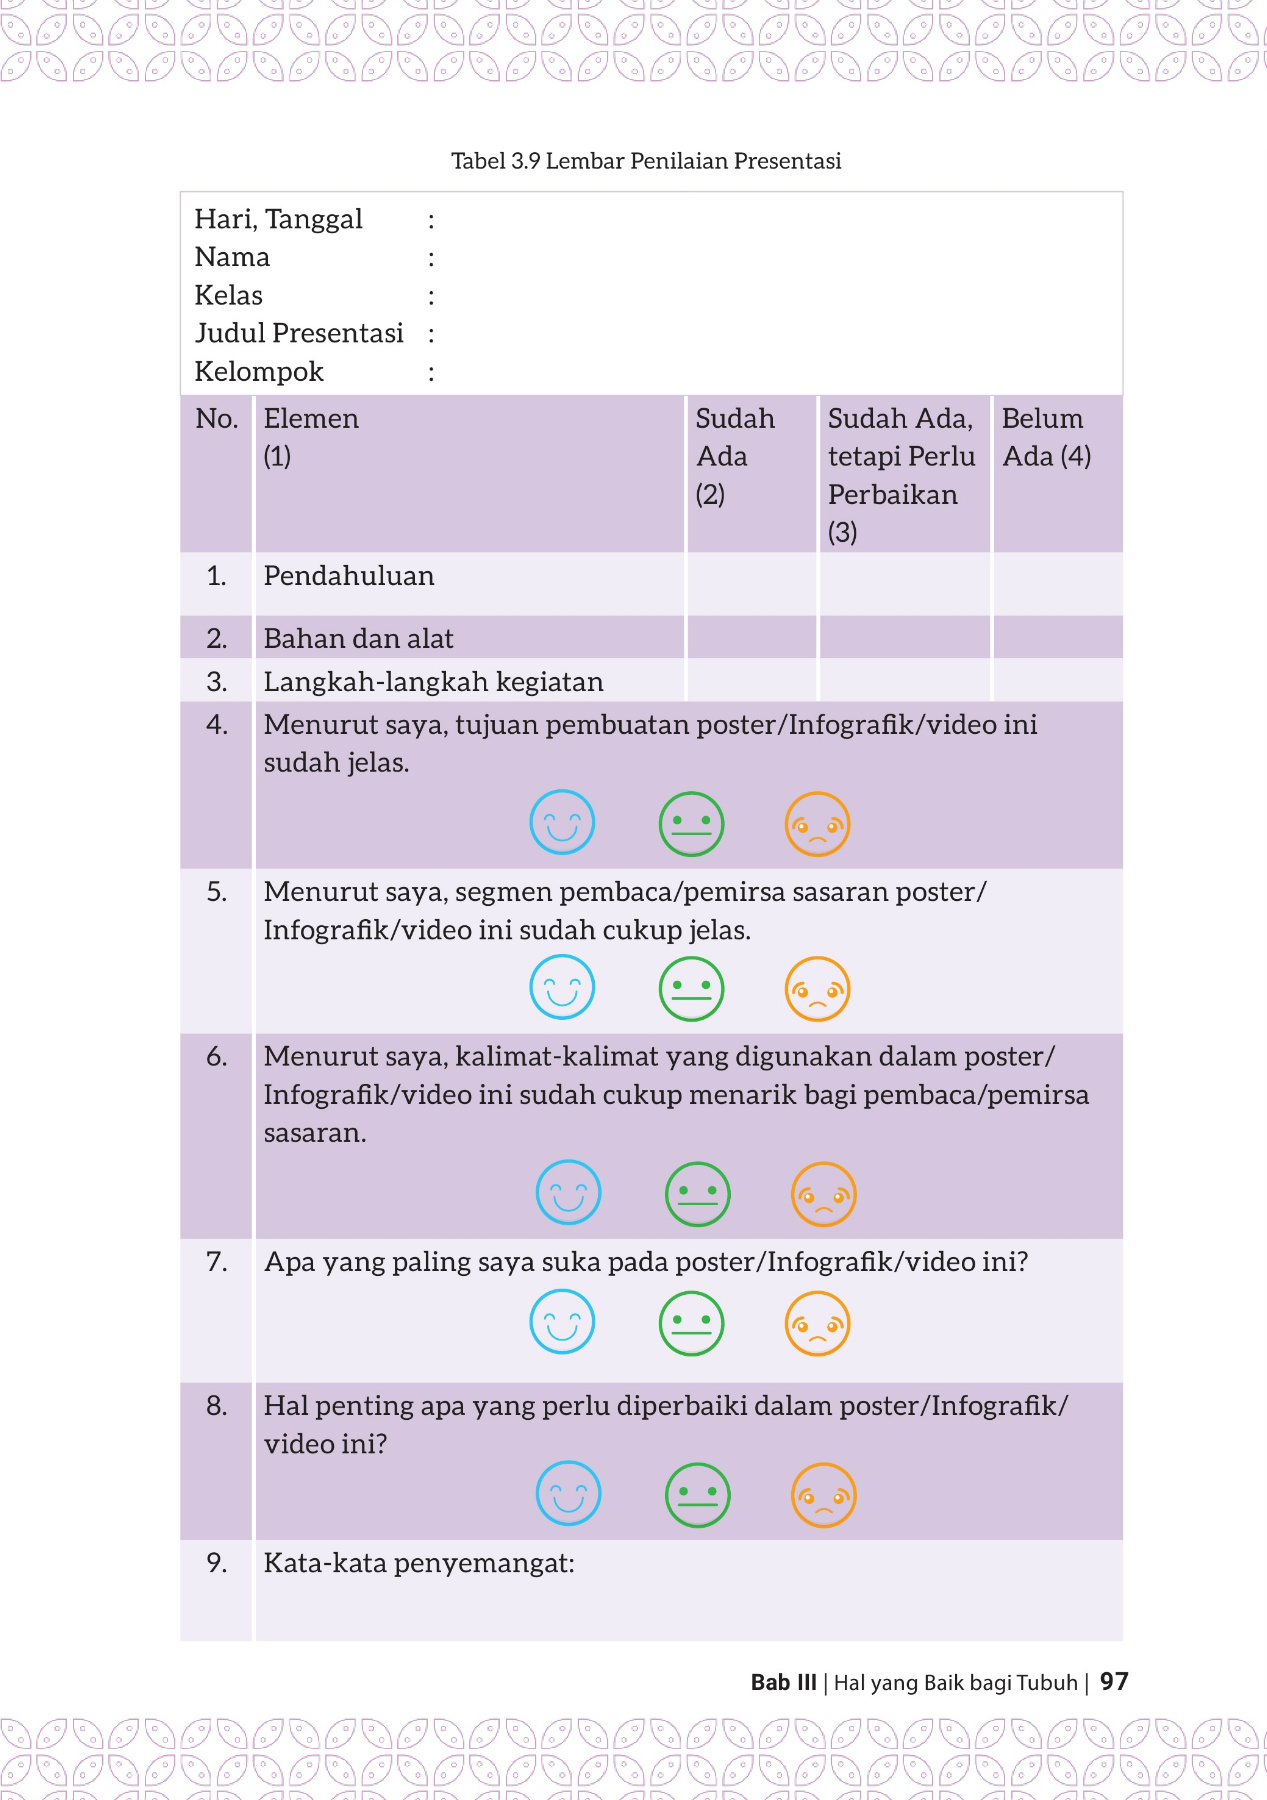 Tabel 3.9 Lembar Penilaian Presentasi
Hari, Tanggal :
Nama :
Kelas :
Judul Presentasi :
Kelompok :
No. Elemen (1) Sudah Ada (2) Sudah Ada, tetapi Perlu Perbaikan (3) Belum Ada (4)
1. Pendahuluan
2. Bahan dan alat
3. Langkah-langkah kegiatan
4. Menurut saya, tujuan pembuatan poster/Infografik/video ini
sudah jelas.
5. Menurut saya, segmen pembaca/pemirsa sasaran poster/
Infografik/video ini sudah cukup jelas.
6. Menurut saya, kalimat-kalimat yang digunakan dalam poster/
Infografik/video ini sudah cukup menarik bagi pembaca/pemirsa
sasaran.
7. Apa yang paling saya suka pada poster/Infografik/video ini?
8. Hal penting apa yang perlu diperbaiki dalam poster/Infografik/
video ini?
9. Kata-kata penyemangat:
Bab III | Hal yang Baik bagi Tubuh | 97